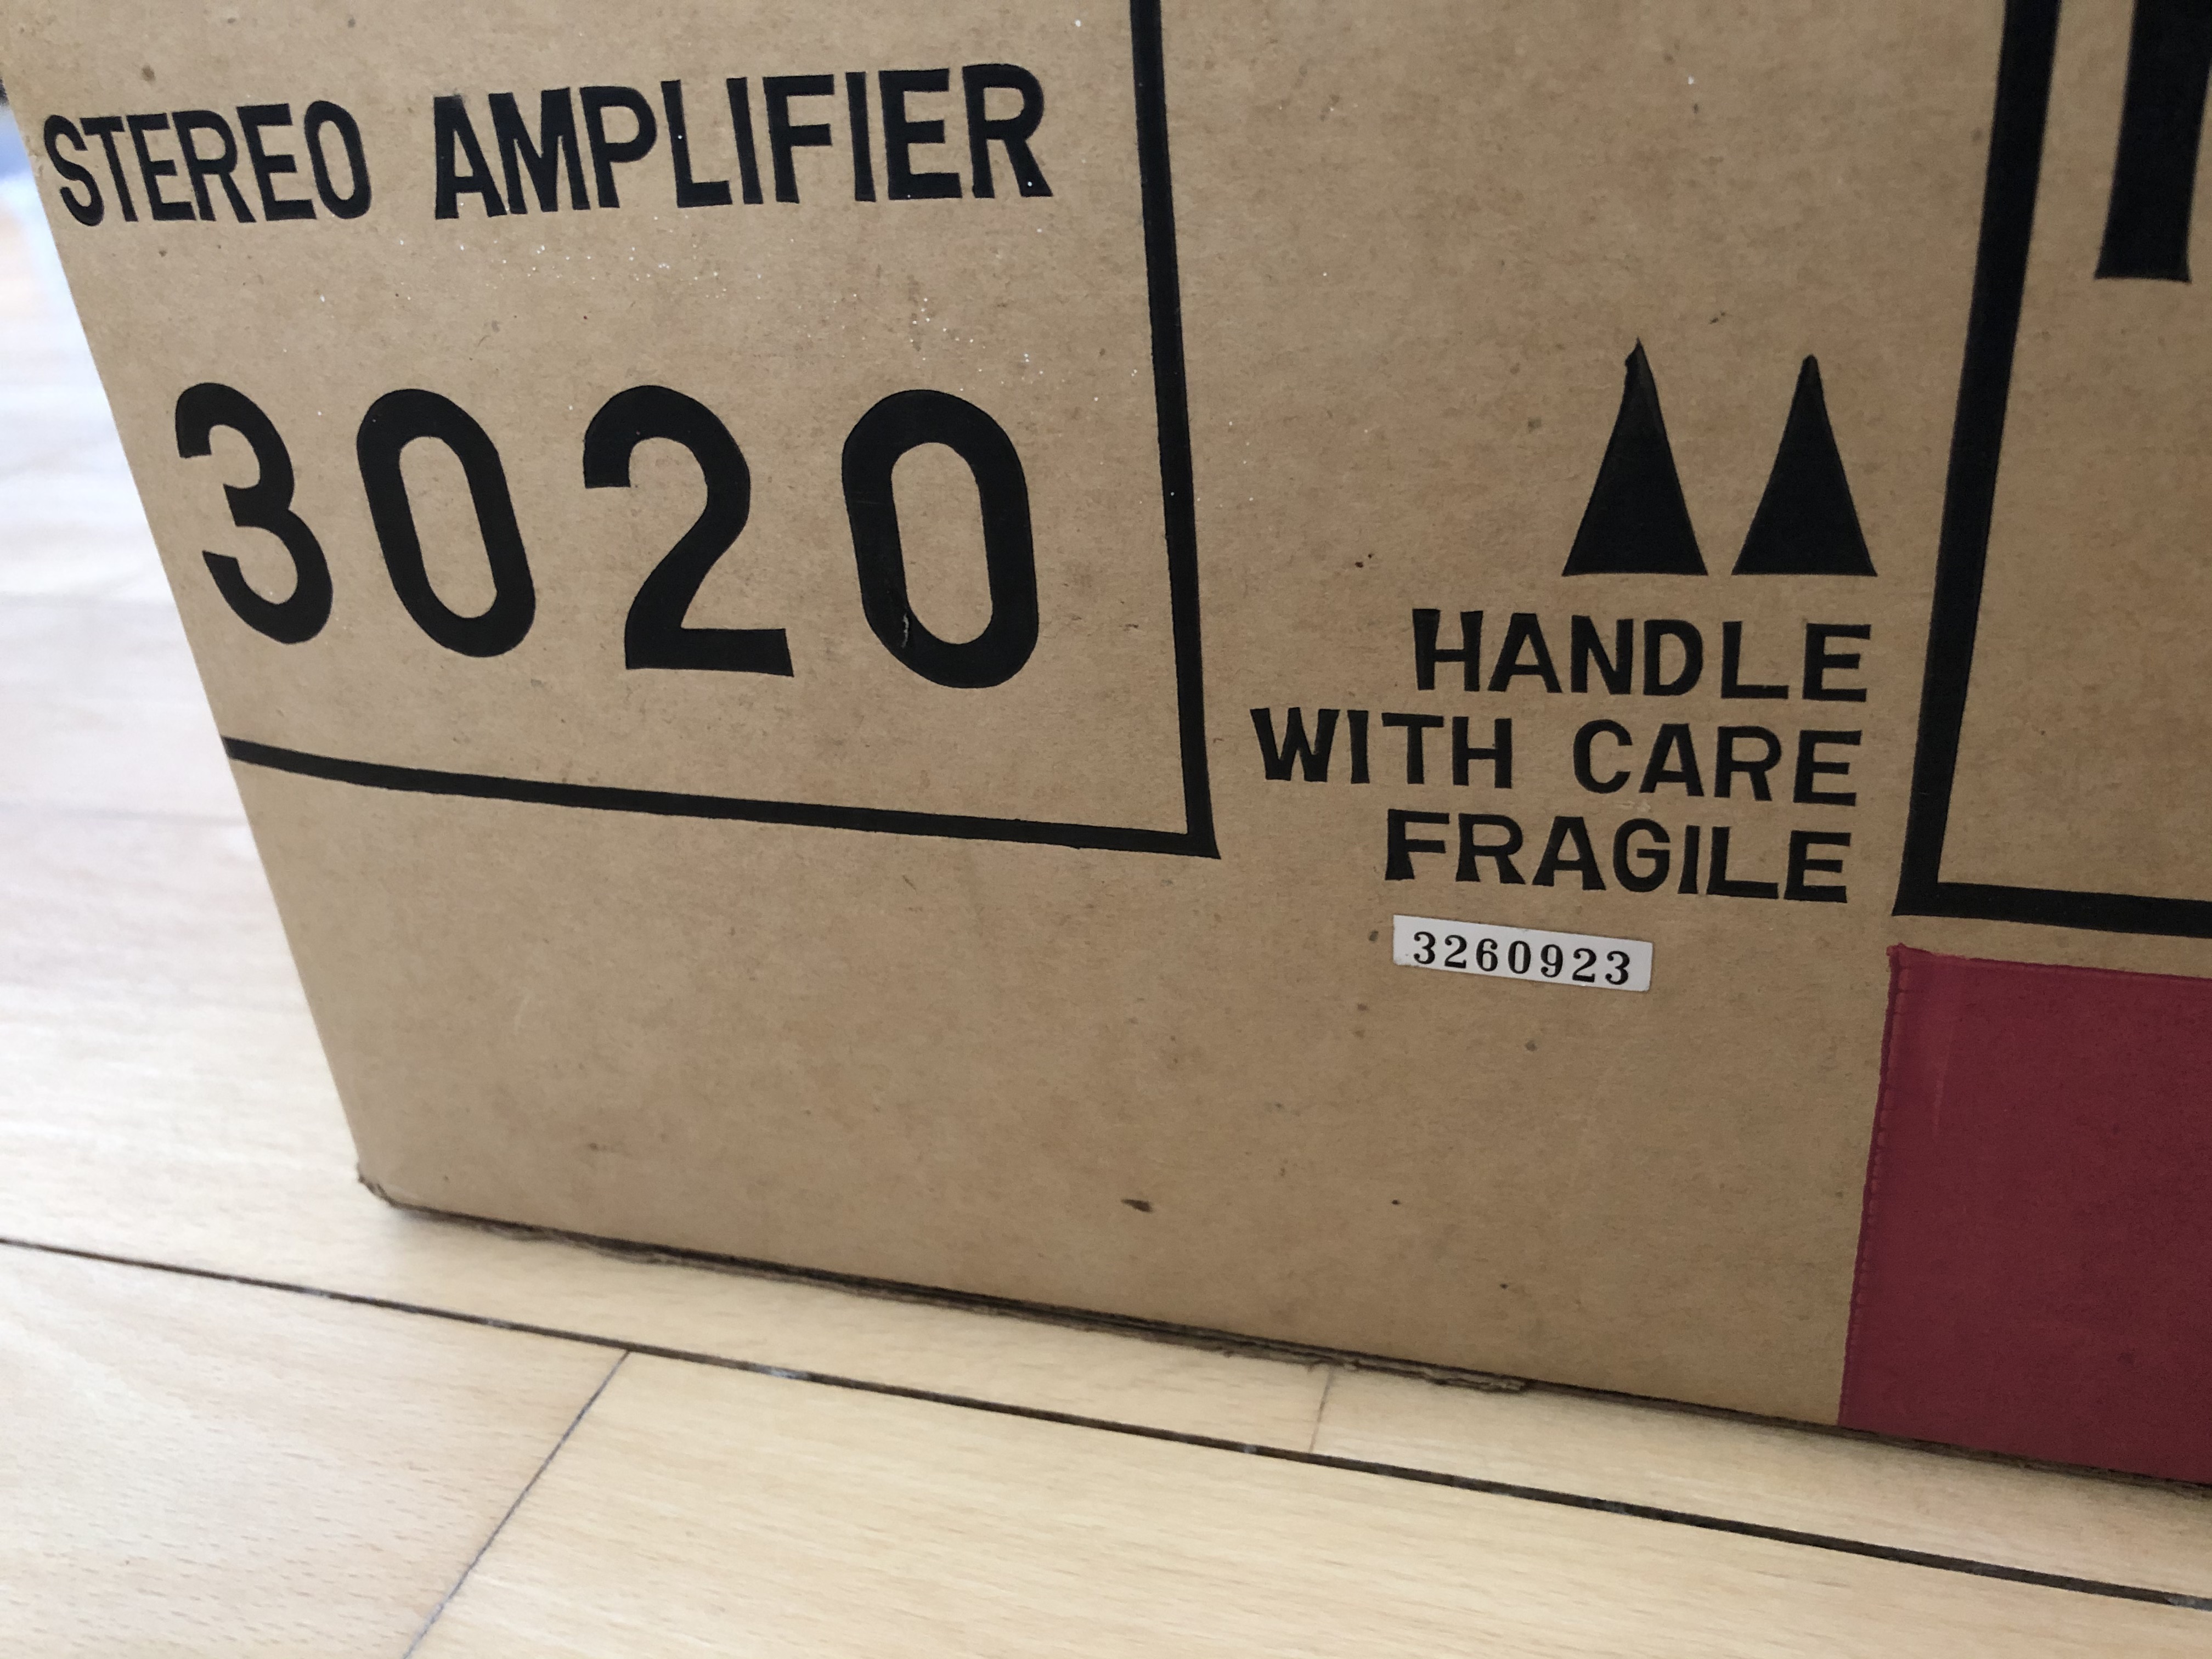 STEREO AMPLIFIER
3020
HANDLE
WITH CARE
FRAGILE
3260923